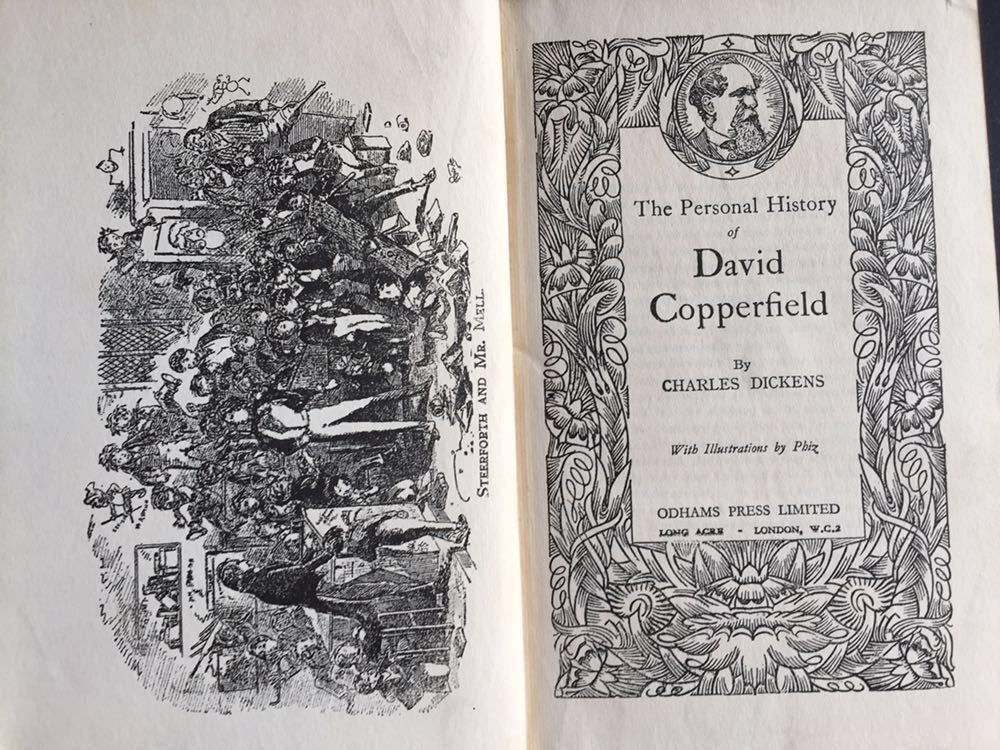 STEERFORTH AND MR. MELL.
The Personal History
of
David
Copperfield
By
CHARLES DICKENS
With Illustrations by Phiz
ODHAMS PRESS LIMITED
LONG ACRE - LONDON, W.C.2